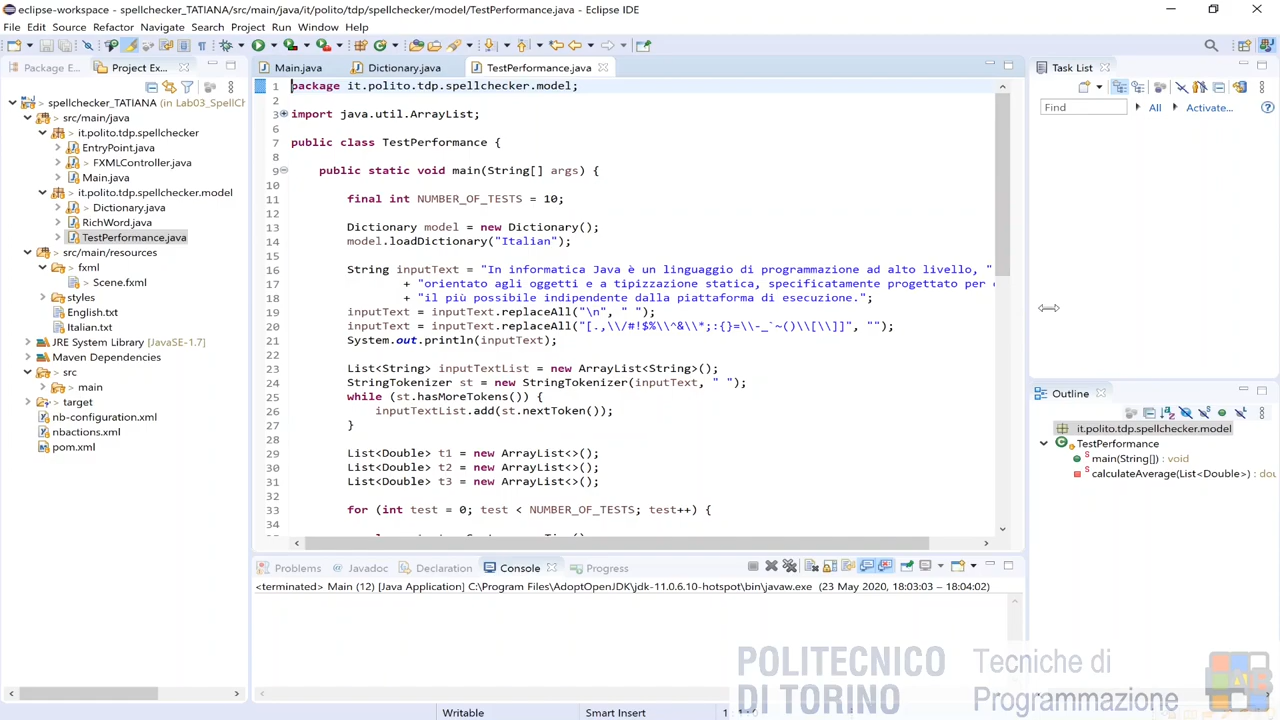 eclipse-workspace - spellchecker_TATIANA/src/main/java/it/polito/tdp/spellchecker/model/TestPerformance.java - Eclipse IDE
File Edit Source Refactor Navigate Search Project Run Window Help
Package E...
Project Ex...
Main.java
Dictionary.java
TestPerformance.java
Task List
spellchecker_TATIANA (in Lab03_SpellCh
src/main/java
it.polito.tdp.spellchecker
EntryPoint.java
> FXMLController.java
Main.java
it.polito.tdp.spellchecker.model
> Dictionary.java
RichWord.java
> TestPerformance.java
src/main/resources
fxml
Scene.fxml
styles
English.txt
Italian.txt
JRE System Library [JavaSE-1.7]
Maven Dependencies
src
main
target
nb-configuration.xml
nbactions.xml
pom.xml
1 package it.polito.tdp.spellchecker.model;
2
3 import java.util.ArrayList;
6
7 public class TestPerformance {
8
9 public static void main(String[] args) {
10
11 final int NUMBER_OF_TESTS = 10;
12
13 Dictionary model = new Dictionary();
14 model.loadDictionary("Italian");
15
16 String inputText = "In informatica Java è un linguaggio di programmazione ad alto livello, "
17 + "orientato agli oggetti e a tipizzazione statica, specificatamente progettato per
18 + "il più possibile indipendente dalla piattaforma di esecuzione.";
19 inputText = inputText.replaceAll("\n", " ");
20 inputText = inputText.replaceAll("[.,\\/#!$%\\^&\\*;:{}=\\-_`~()\\[\\]]", "");
21 System.out.println(inputText);
22
23 List<String> inputTextList = new ArrayList<String>();
24 StringTokenizer st = new StringTokenizer(inputText, " ");
25 while (st.hasMoreTokens()) {
26 inputTextList.add(st.nextToken());
27 }
28
29 List<Double> t1 = new ArrayList<>();
30 List<Double> t2 = new ArrayList<>();
31 List<Double> t3 = new ArrayList<>();
32
33 for (int test = 0; test < NUMBER_OF_TESTS; test++) {
34
Find
All
Activate...
Outline
it.polito.tdp.spellchecker.model
TestPerformance
main(String[]) : void
calculateAverage(List<Double>) : dou
Problems
Javadoc
Declaration
Console
Progress
<terminated> Main (12) [Java Application] C:\Program Files\AdoptOpenJDK\jdk-11.0.6.10-hotspot\bin\javaw.exe (23 May 2020, 18:03:03 – 18:04:02)
POLITECNICO
DI TORINO
Tecniche di
Programmazione
Writable
Smart Insert